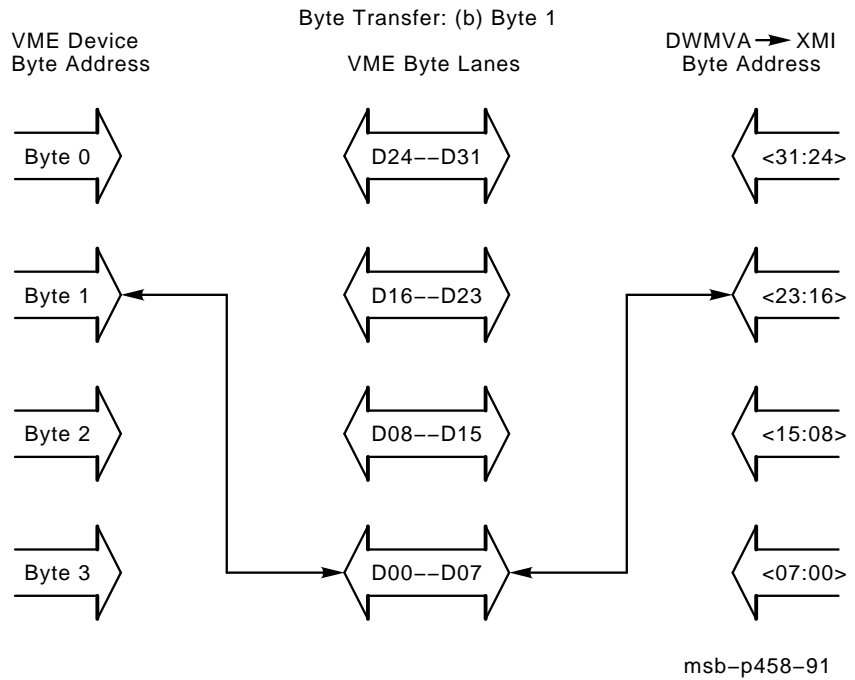 Byte Transfer: (b) Byte 1
VME Device
Byte Address
VME Byte Lanes
DWMVA → XMI
Byte Address
Byte 0
D24−−D31
<31:24>
Byte 1
D16−−D23
<23:16>
Byte 2
D08−−D15
<15:08>
Byte 3
D00−−D07
<07:00>
msb−p458−91